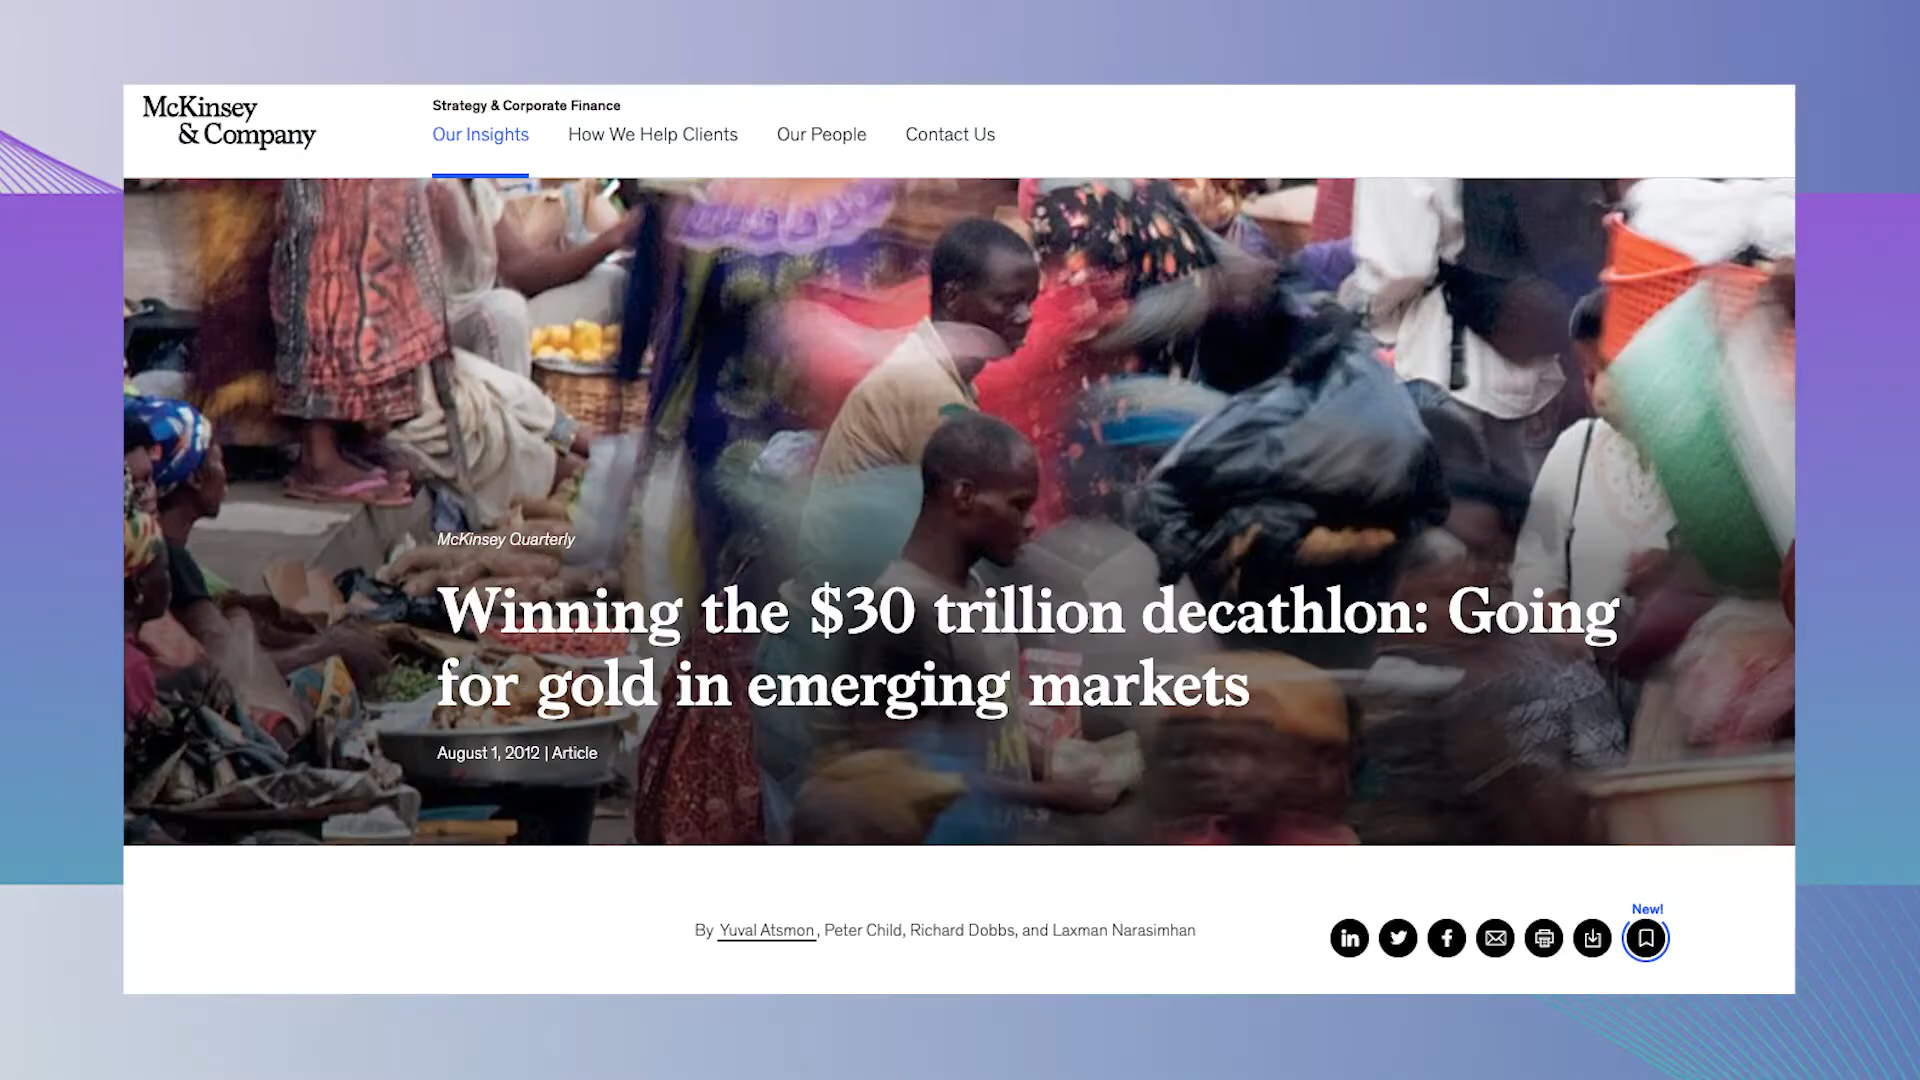 McKinsey
& Company
Strategy & Corporate Finance
Our Insights How We Help Clients Our People Contact Us
McKinsey Quarterly
Winning the $30 trillion decathlon: Going
for gold in emerging markets
August 1, 2012 | Article
By Yuval Atsmon, Peter Child, Richard Dobbs, and Laxman Narasimhan
New!
in
f